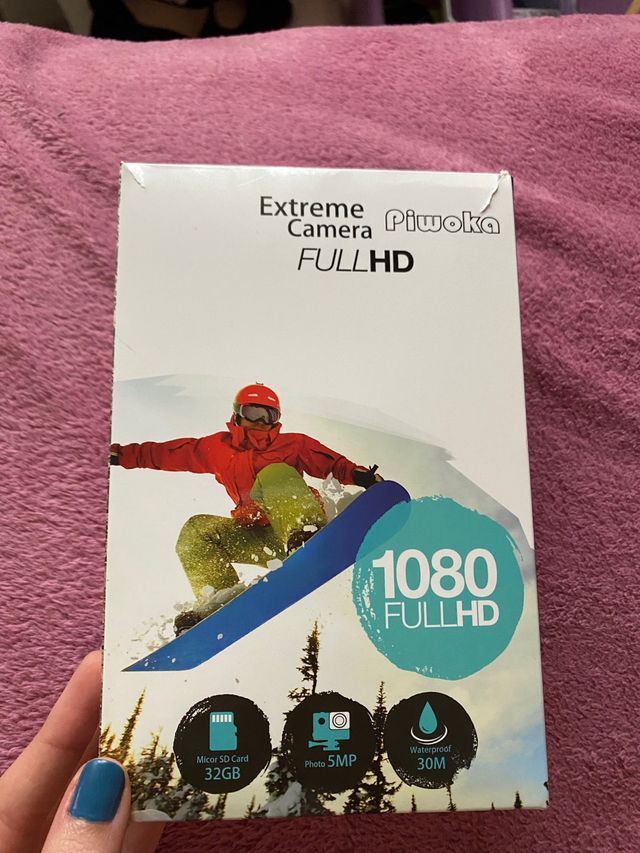 Extreme
Camera
Piwoka
FULLHD
1080
FULLHD
Micor SD Card
32GB
Photo 5MP
Waterproof
30M